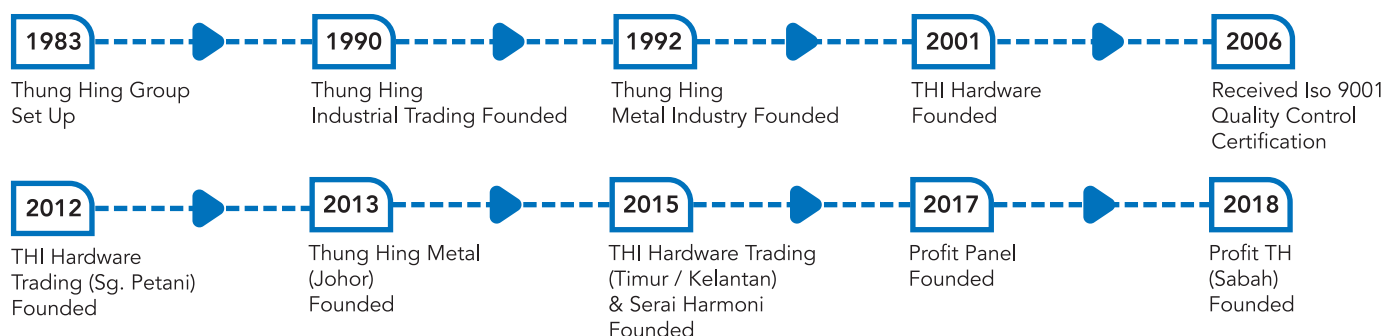 1983
Thung Hing Group
Set Up
1990
Thung Hing
Industrial Trading Founded
1992
Thung Hing
Metal Industry Founded
2001
THI Hardware
Founded
2006
Received Iso 9001
Quality Control
Certification
2012
THI Hardware
Trading (Sg. Petani)
Founded
2013
Thung Hing Metal
(Johor)
Founded
2015
THI Hardware Trading
(Timur / Kelantan)
& Serai Harmoni
Founded
2017
Profit Panel
Founded
2018
Profit TH
(Sabah)
Founded